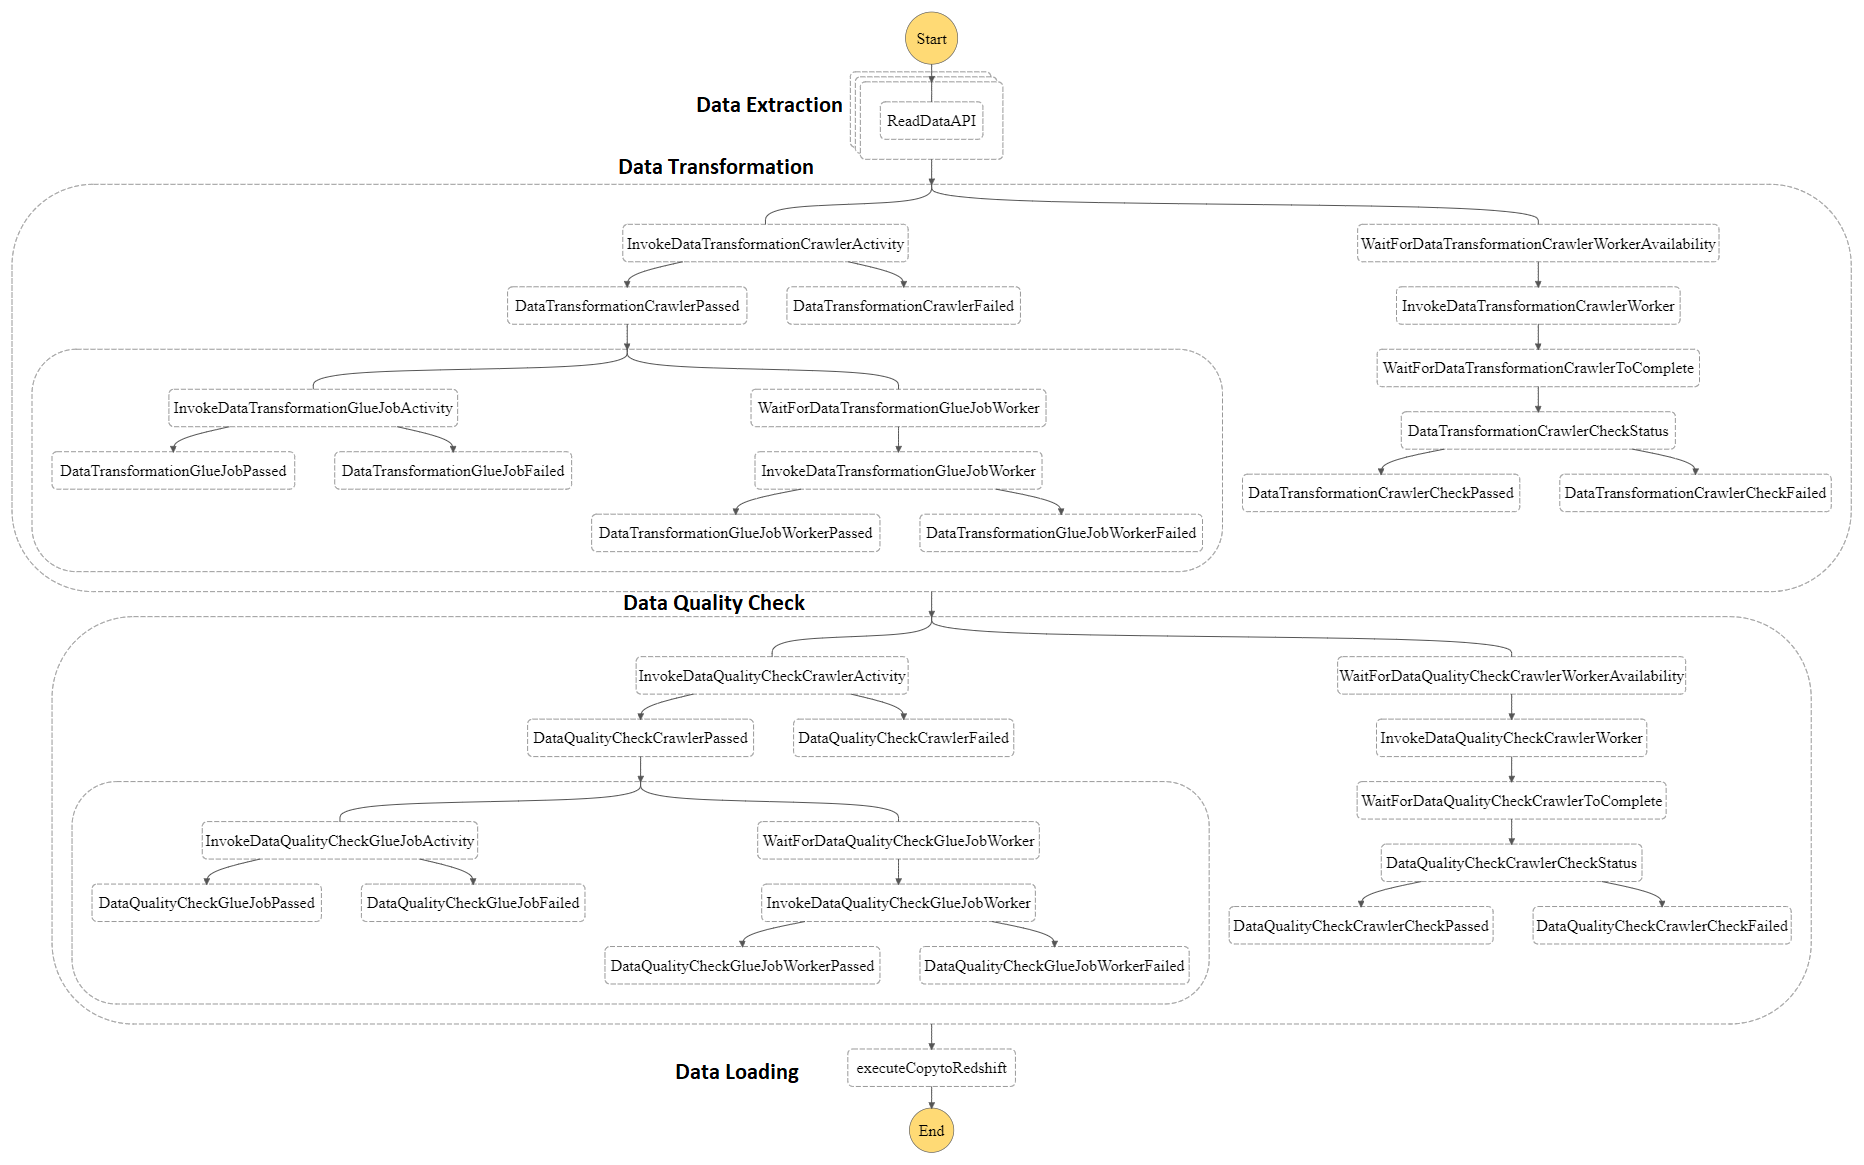 Start
Data Extraction
ReadDataAPI
Data Transformation
InvokeDataTransformationCrawlerActivity
WaitForDataTransformationCrawlerWorkerAvailability
DataTransformationCrawlerPassed
DataTransformationCrawlerFailed
InvokeDataTransformationCrawlerWorker
WaitForDataTransformationCrawlerToComplete
InvokeDataTransformationGlueJobActivity
WaitForDataTransformationGlueJobWorker
DataTransformationCrawlerCheckStatus
DataTransformationGlueJobPassed
DataTransformationGlueJobFailed
InvokeDataTransformationGlueJobWorker
DataTransformationCrawlerCheckPassed
DataTransformationCrawlerCheckFailed
DataTransformationGlueJobWorkerPassed
DataTransformationGlueJobWorkerFailed
Data Quality Check
InvokeDataQualityCheckCrawlerActivity
WaitForDataQualityCheckCrawlerWorkerAvailability
DataQualityCheckCrawlerPassed
DataQualityCheckCrawlerFailed
InvokeDataQualityCheckCrawlerWorker
WaitForDataQualityCheckCrawlerToComplete
InvokeDataQualityCheckGlueJobActivity
WaitForDataQualityCheckGlueJobWorker
DataQualityCheckCrawlerCheckStatus
DataQualityCheckGlueJobPassed
DataQualityCheckGlueJobFailed
InvokeDataQualityCheckGlueJobWorker
DataQualityCheckCrawlerCheckPassed
DataQualityCheckCrawlerCheckFailed
DataQualityCheckGlueJobWorkerPassed
DataQualityCheckGlueJobWorkerFailed
Data Loading
executeCopytoRedshift
End